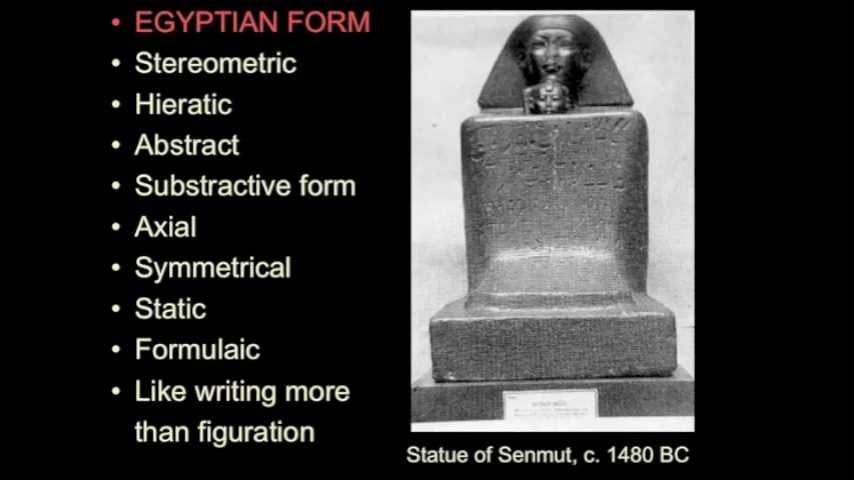 • EGYPTIAN FORM
• Stereometric
• Hieratic
• Abstract
• Substractive form
• Axial
• Symmetrical
• Static
• Formulaic
• Like writing more
than figuration
Statue of Senmut, c. 1480 BC